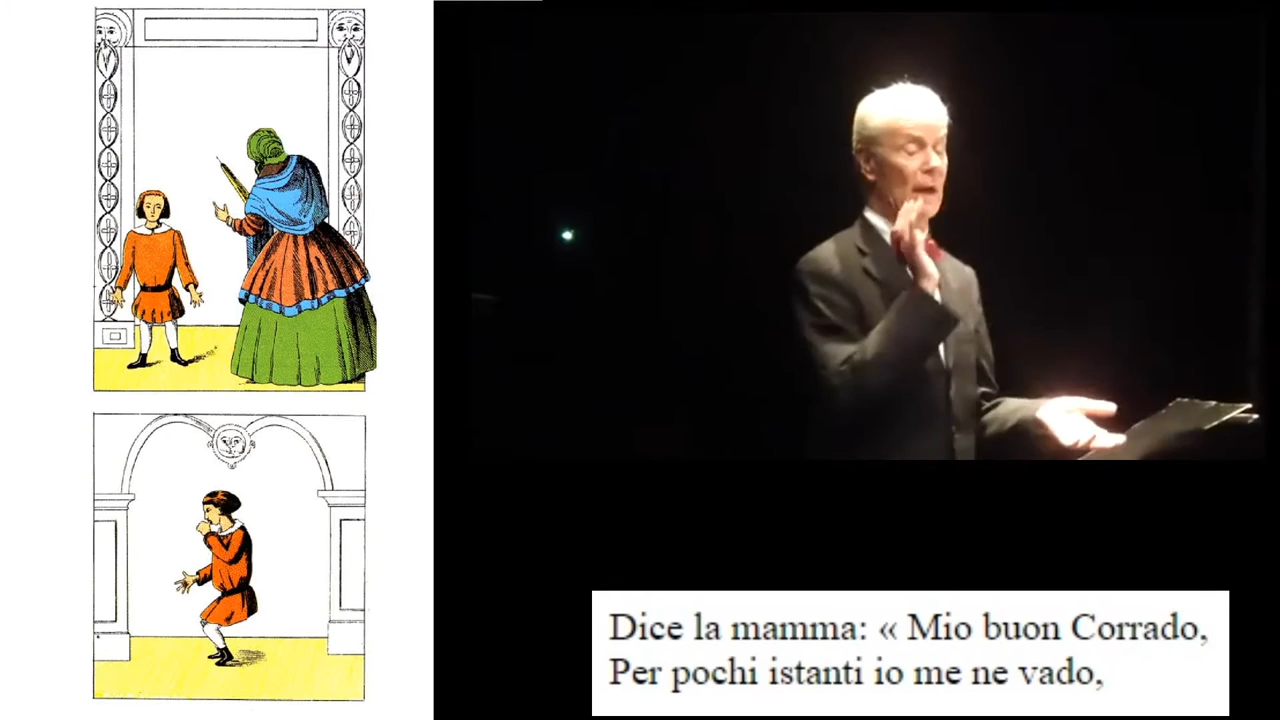 Dice la mamma: « Mio buon Corrado,
Per pochi istanti io me ne vado,